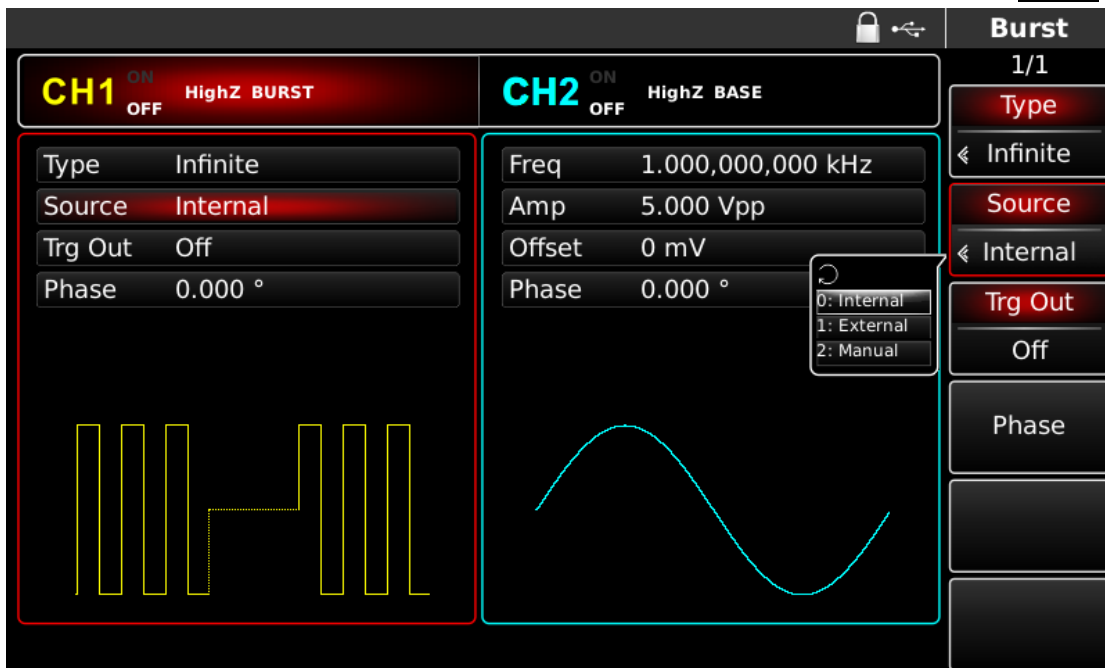 Burst
1/1
CH1 ON OFF HighZ BURST
CH2 ON OFF HighZ BASE
Type Infinite
Source Internal
Trg Out Off
Phase 0.000 °
Freq 1.000,000,000 kHz
Amp 5.000 Vpp
Offset 0 mV
Phase 0.000 °
0: Internal
1: External
2: Manual
Type
Infinite
Source
Internal
Trg Out
Off
Phase